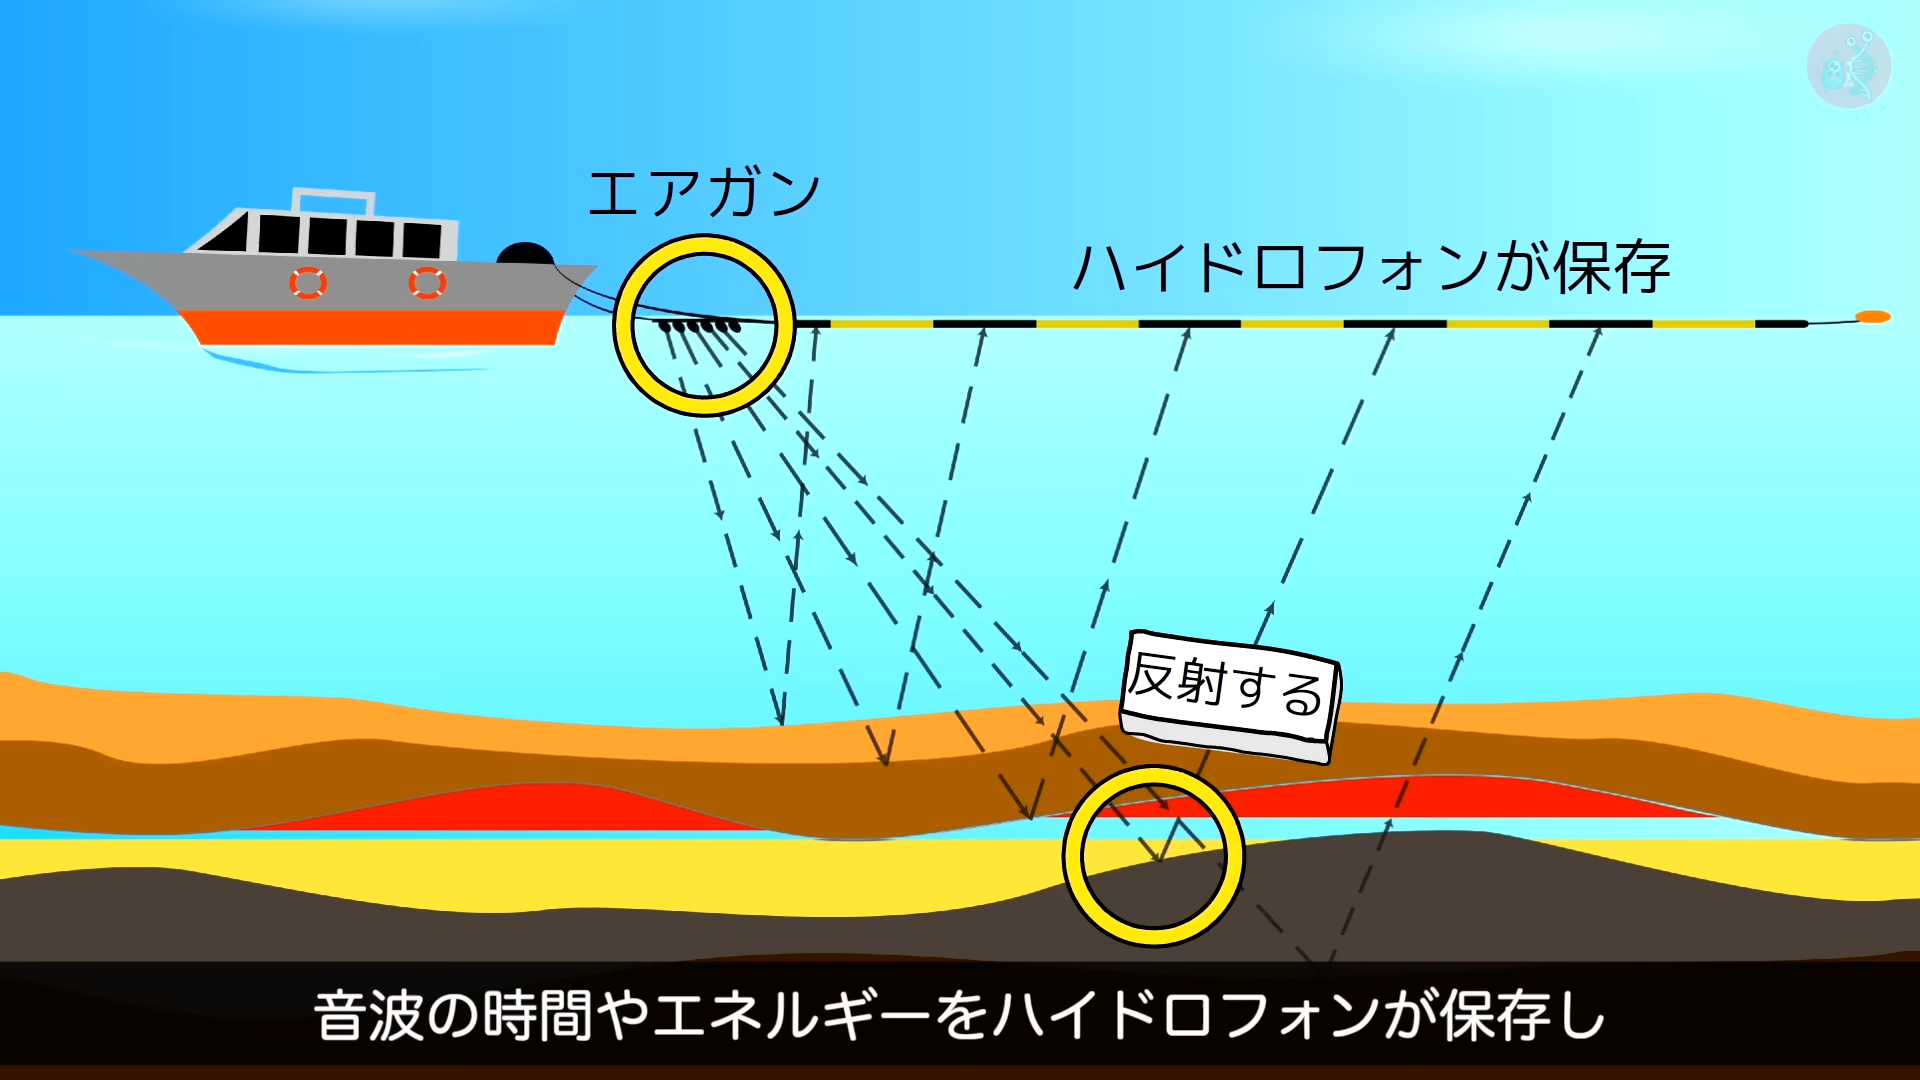 エアガン
ハイドロフォンが保存
反射する
音波の時間やエネルギーをハイドロフォンが保存し